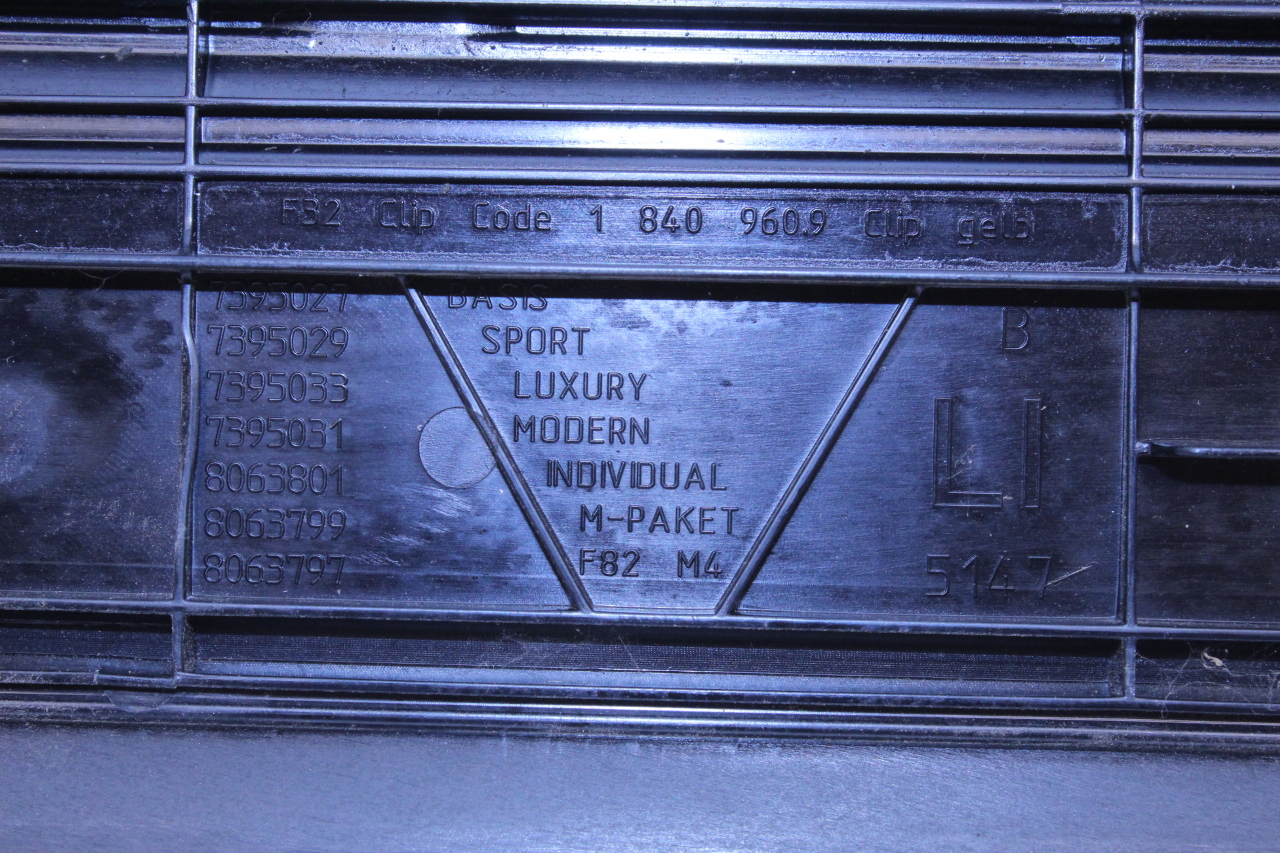 F32 Clip Code 1 840 960.9 Clip gelb
7395027 BASIS
7395029 SPORT B
7395033 LUXURY
7395031 MODERN LI
8063801 INDIVIDUAL
8063799 M-PAKET
8063797 F82 M4 5147